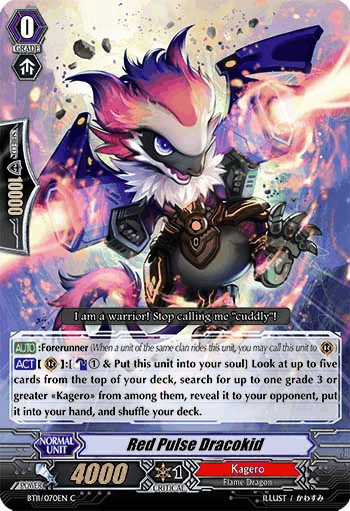 0
GRADE
10000
SHIELD
I am a warrior! Stop calling me "cuddly"!
AUTO :Forerunner (When a unit of the same clan rides this unit, you may call this unit to )
ACT [ ]:[ ① & Put this unit into your soul] Look at up to five
cards from the top of your deck, search for up to one grade 3 or
greater «Kagero» from among them, reveal it to your opponent, put
it into your hand, and shuffle your deck.
NORMAL
UNIT
Red Pulse Dracokid
POWER
4000
1
CRITICAL
Kagero
Flame Dragon
BT11/070EN C
ILLUST / かわすみ